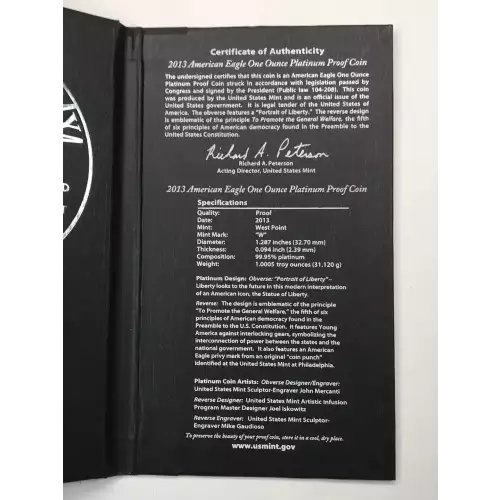 Certificate of Authenticity
2013 American Eagle One Ounce Platinum Proof Coin
The undersigned certifies that this coin is an American Eagle One Ounce
Platinum Proof Coin struck in accordance with legislation passed by
Congress and signed by the President (Public law 104-208). This coin
was produced by the United States Mint and is an official issue of the
United States government. It is legal tender of the United States of
America. The obverse features a "Portrait of Liberty." The reverse design
is emblematic of the principle To Promote the General Welfare, the fifth
of six principles of American democracy found in the Preamble to the
United States Constitution.
Richard A. Peterson
Richard A. Peterson
Acting Director, United States Mint
2013 American Eagle One Ounce Platinum Proof Coin
Specifications
Quality: Proof
Date: 2013
Mint: West Point
Mint Mark: "W"
Diameter: 1.287 inches (32.70 mm)
Thickness: 0.094 inch (2.39 mm)
Composition: 99.95% platinum
Weight: 1.0005 troy ounces (31.120 g)
Platinum Design: Obverse: "Portrait of Liberty"–
Liberty looks to the future in this modern interpretation
of an American icon, the Statue of Liberty.
Reverse: The design is emblematic of the principle
"To Promote the General Welfare," the fifth of six
principles of American democracy found in the
Preamble to the U.S. Constitution. It features Young
America against interlocking gears, symbolizing the
interconnection of power between the states and the
national government. It also features an American
Eagle privy mark from an original "coin punch"
identified at the United States Mint at Philadelphia.
Platinum Coin Artists: Obverse Designer/Engraver:
United States Mint Sculptor-Engraver John Mercanti
Reverse Designer: United States Mint Artistic Infusion
Program Master Designer Joel Iskowitz
Reverse Engraver: United States Mint Sculptor-
Engraver Mike Gaudioso
To preserve the beauty of your proof coin, store it in a cool, dry place.
www.usmint.gov